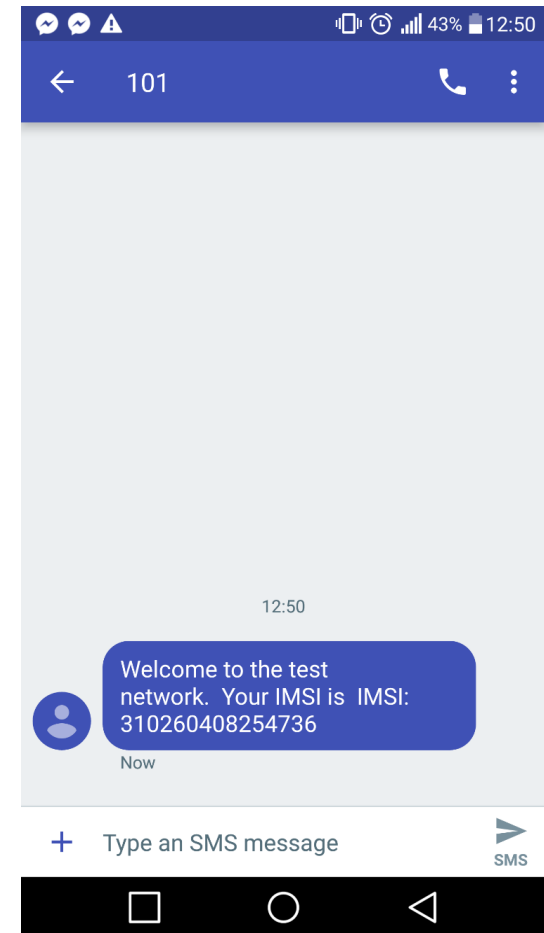 43% 12:50
101
12:50
Welcome to the test
network.  Your IMSI is  IMSI:
310260408254736
Now
Type an SMS message
SMS